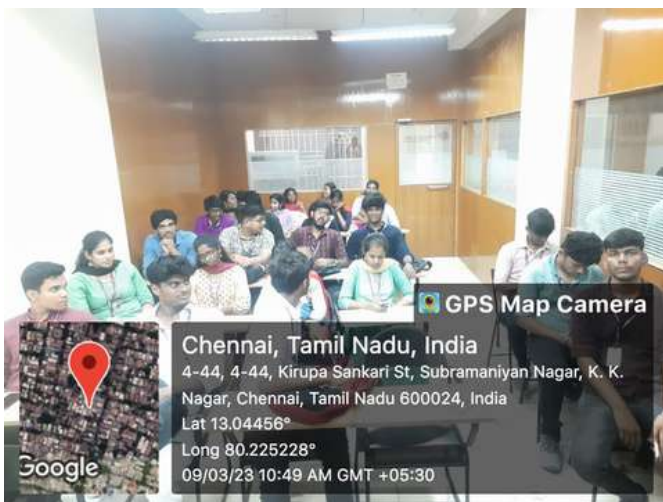 GPS Map Camera
Chennai, Tamil Nadu, India
4-44, 4-44, Kirupa Sankari St, Subramaniyan Nagar, K. K.
Nagar, Chennai, Tamil Nadu 600024, India
Lat 13.04456°
Long 80.225228°
09/03/23 10:49 AM GMT +05:30
Google